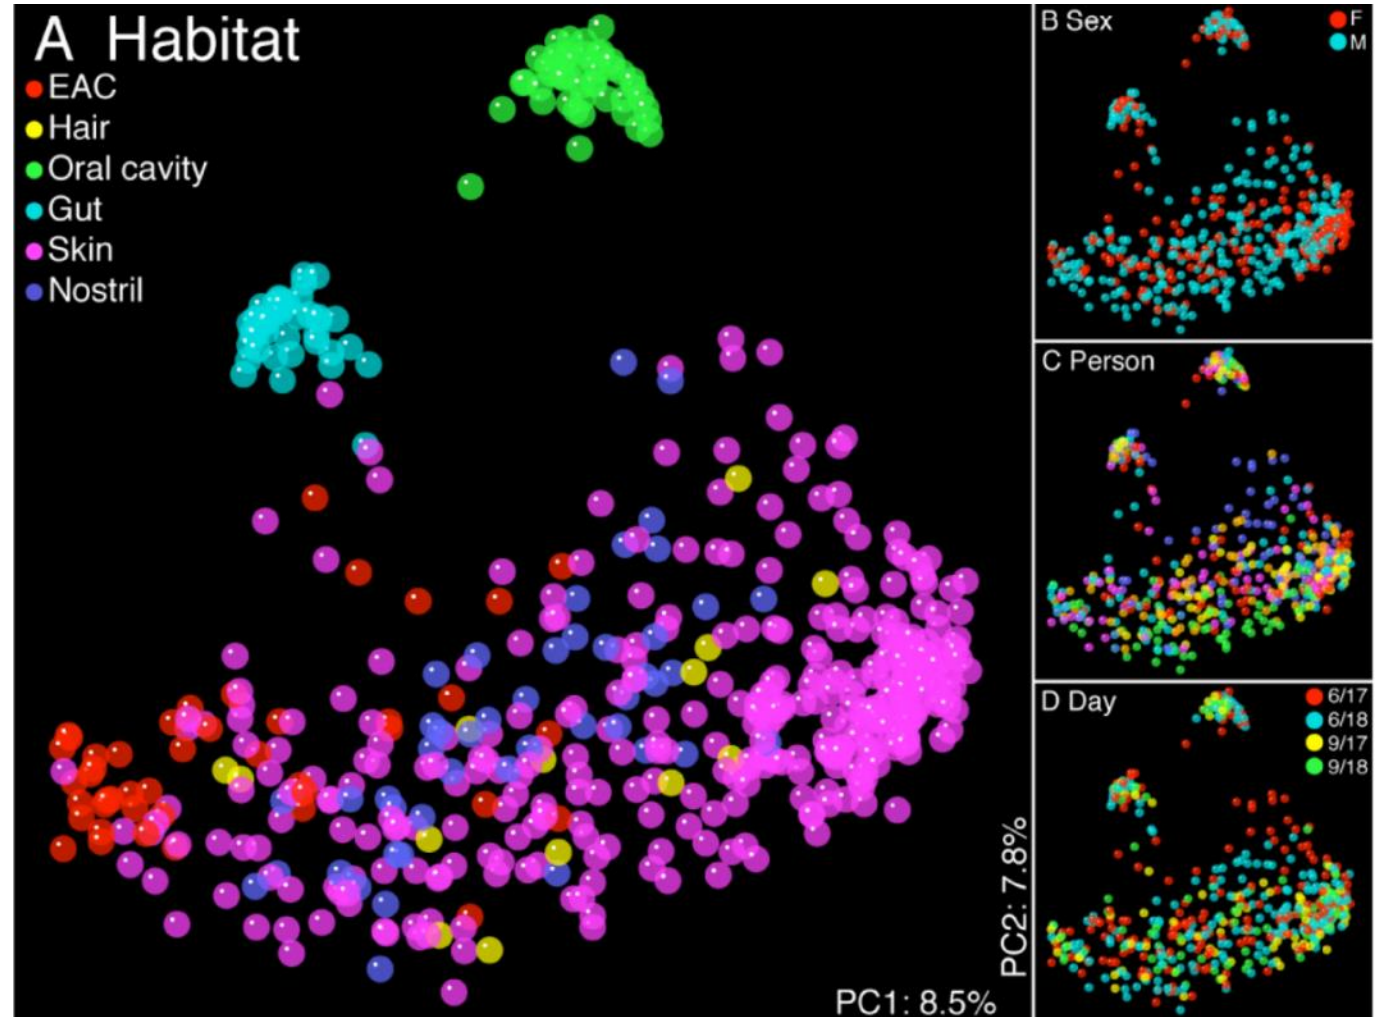 A Habitat
EAC
Hair
Oral cavity
Gut
Skin
Nostril
PC1: 8.5%
PC2: 7.8%
B Sex
F
M
C Person
D Day
6/17
6/18
9/17
9/18